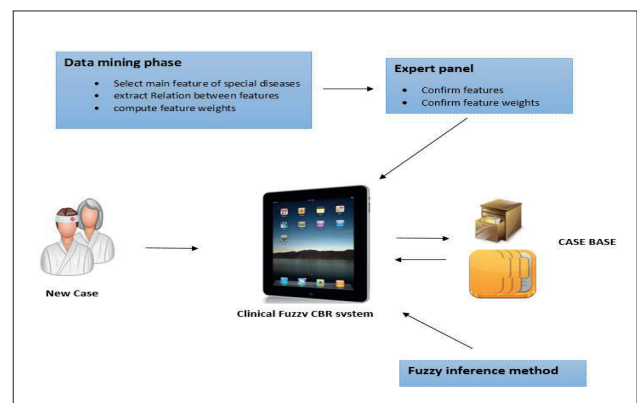 Data mining phase
• Select main feature of special diseases
• extract Relation between features
• compute feature weights
Expert panel
• Confirm features
• Confirm feature weights
New Case
Clinical Fuzzy CBR system
CASE BASE
Fuzzy inference method